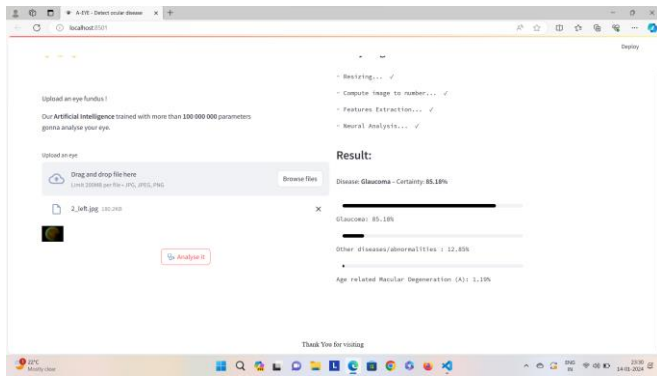 A-EYE - Detect ocular disease
localhost:8501
Deploy
Upload an eye fundus !
Our Artificial Intelligence trained with more than 100 000 000 parameters
gonna analyse your eye.
Upload an eye
Drag and drop file here
Limit 200MB per file • JPG, JPEG, PNG
Browse files
2_left.jpg
Analyse it
- Resizing... ✓
- Compute image to number... ✓
- Features Extraction... ✓
- Neural Analysis... ✓
Result:
Disease: Glaucoma - Certainty: 85.18%
Glaucoma: 85.18%
Other diseases/abnormalities : 12.85%
Age related Macular Degeneration (A): 1.19%
Thank You for visiting
22°C
Mostly clear
ENG
IN
23:30
14-01-2024